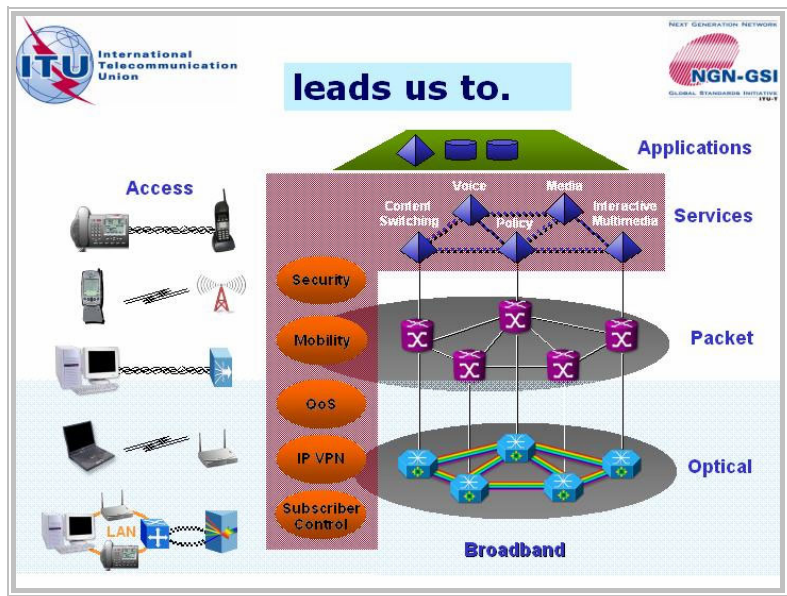 International
Telecommunication
Union
ITU
NEXT GENERATION NETWORK
NGN-GSI
GLOBAL STANDARDS INITIATIVE
ITU-T
leads us to.
Applications
Access
Voice
Media
Content
Switching
Policy
Interactive
Multimedia
Services
Security
Mobility
Packet
QoS
IP VPN
Optical
Subscriber
Control
LAN
Broadband